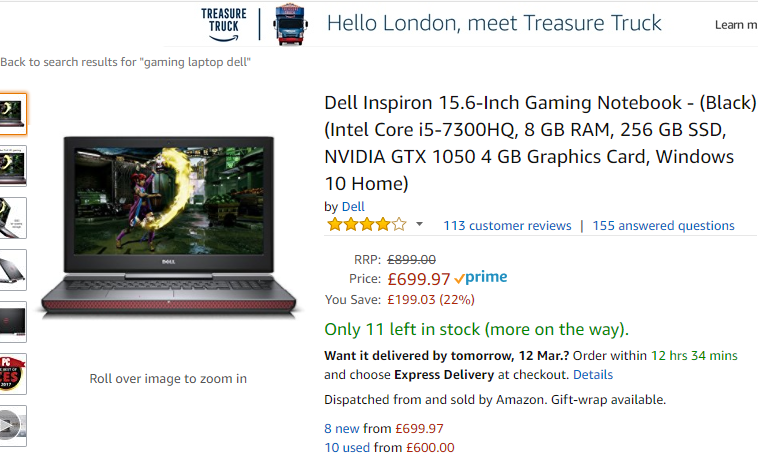 TREASURE
TRUCK
Hello London, meet Treasure Truck
Learn m
Back to search results for "gaming laptop dell"
Dell Inspiron 15.6-Inch Gaming Notebook - (Black)
(Intel Core i5-7300HQ, 8 GB RAM, 256 GB SSD,
NVIDIA GTX 1050 4 GB Graphics Card, Windows
10 Home)
by Dell
113 customer reviews | 155 answered questions
RRP: £899.00
Price: £699.97 prime
You Save: £199.03 (22%)
Only 11 left in stock (more on the way).
Want it delivered by tomorrow, 12 Mar.? Order within 12 hrs 34 mins
and choose Express Delivery at checkout. Details
Dispatched from and sold by Amazon. Gift-wrap available.
8 new from £699.97
10 used from £600.00
DELL
Roll over image to zoom in
PC
BEST OF
CES
2017